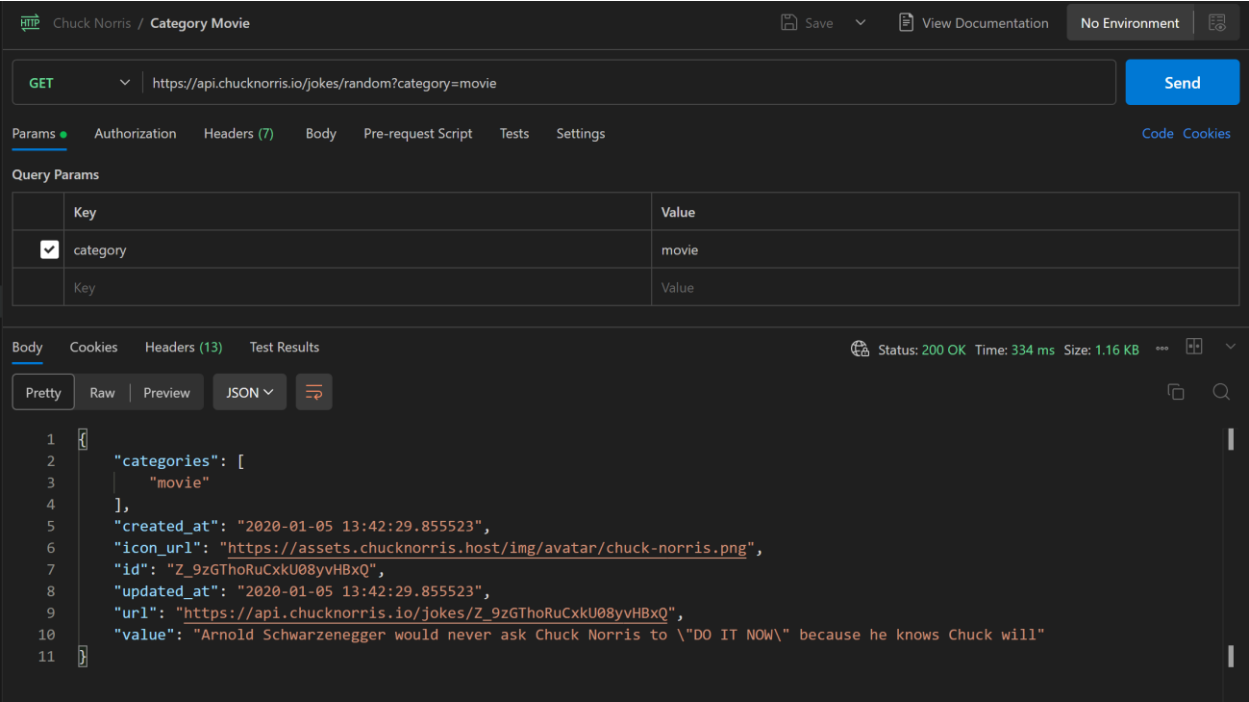 HTTP Chuck Norris / Category Movie Save View Documentation No Environment
GET https://api.chucknorris.io/jokes/random?category=movie Send
Params Authorization Headers (7) Body Pre-request Script Tests Settings Code Cookies
Query Params
Key Value
category movie
Key Value
Body Cookies Headers (13) Test Results Status: 200 OK Time: 334 ms Size: 1.16 KB
Pretty Raw Preview JSON
1 {
2 "categories": [
3 "movie"
4 ],
5 "created_at": "2020-01-05 13:42:29.855523",
6 "icon_url": "https://assets.chucknorris.host/img/avatar/chuck-norris.png",
7 "id": "Z_9zGThoRuCxkU08yvHBxQ",
8 "updated_at": "2020-01-05 13:42:29.855523",
9 "url": "https://api.chucknorris.io/jokes/Z_9zGThoRuCxkU08yvHBxQ",
10 "value": "Arnold Schwarzenegger would never ask Chuck Norris to \"DO IT NOW\" because he knows Chuck will"
11 }